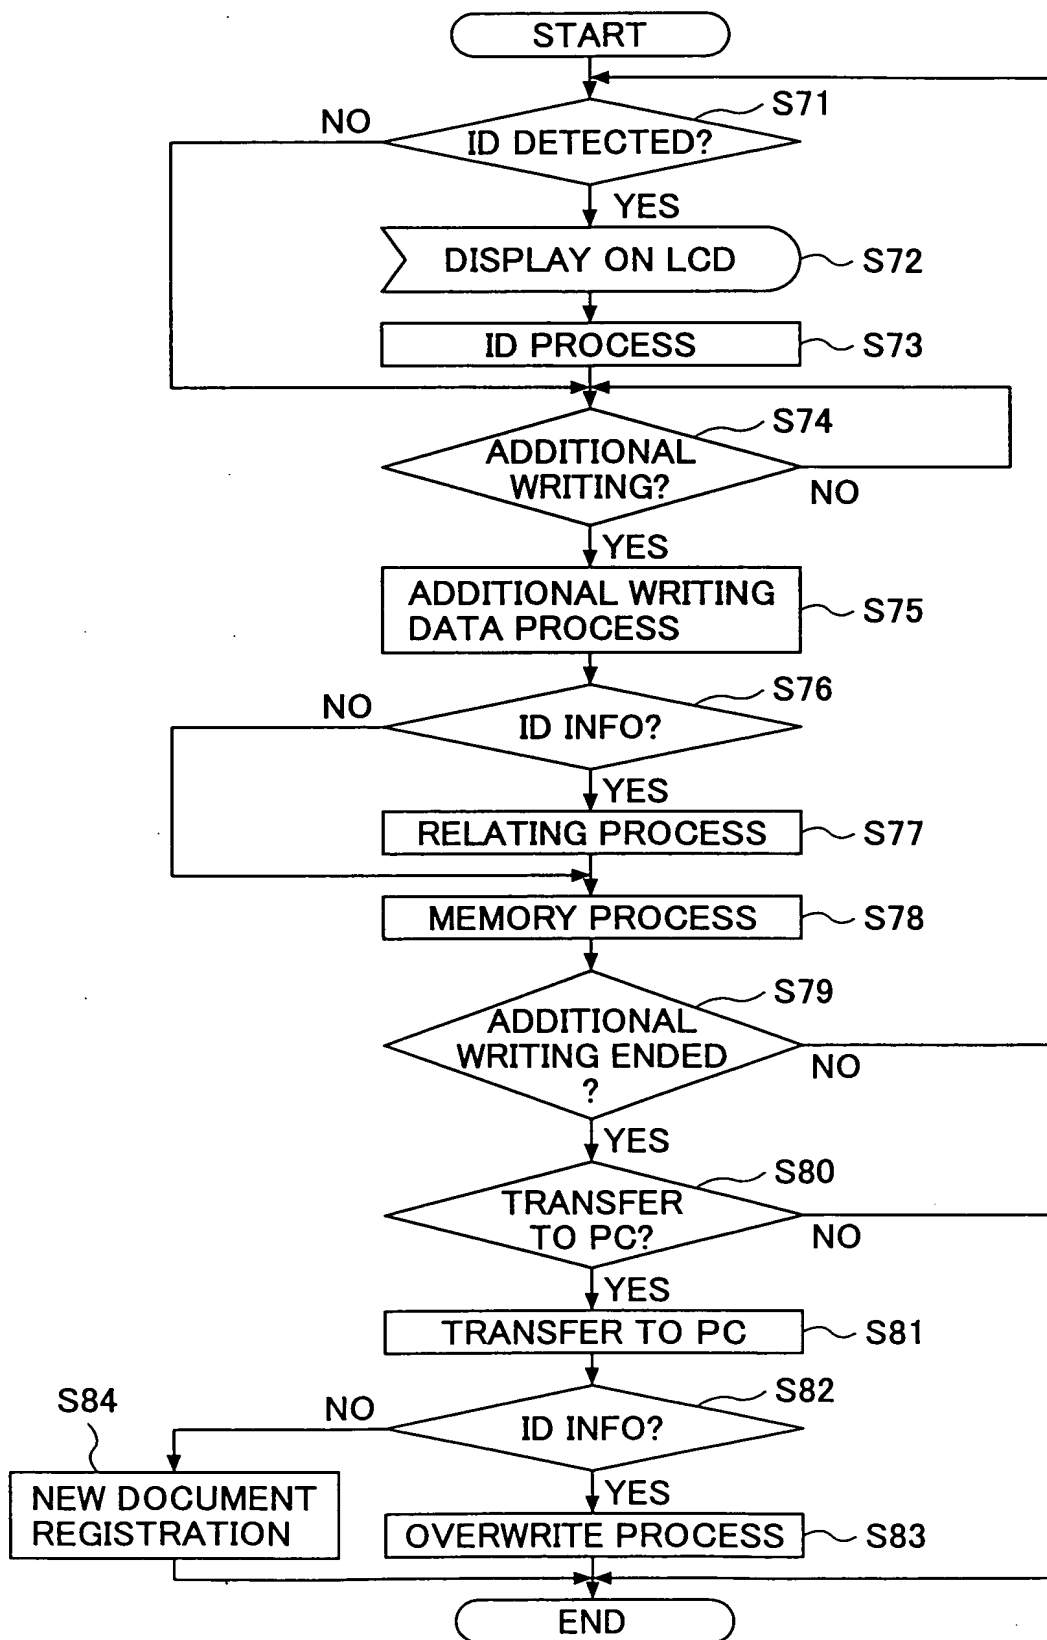 START
S71
NO
ID DETECTED?
YES
DISPLAY ON LCD
S72
ID PROCESS
S73
S74
ADDITIONAL
WRITING?
NO
YES
ADDITIONAL WRITING
DATA PROCESS
S75
S76
NO
ID INFO?
YES
RELATING PROCESS
S77
MEMORY PROCESS
S78
S79
ADDITIONAL
WRITING ENDED
?
NO
YES
S80
TRANSFER
TO PC?
NO
YES
TRANSFER TO PC
S81
S82
S84
NO
ID INFO?
YES
NEW DOCUMENT
REGISTRATION
OVERWRITE PROCESS
S83
END